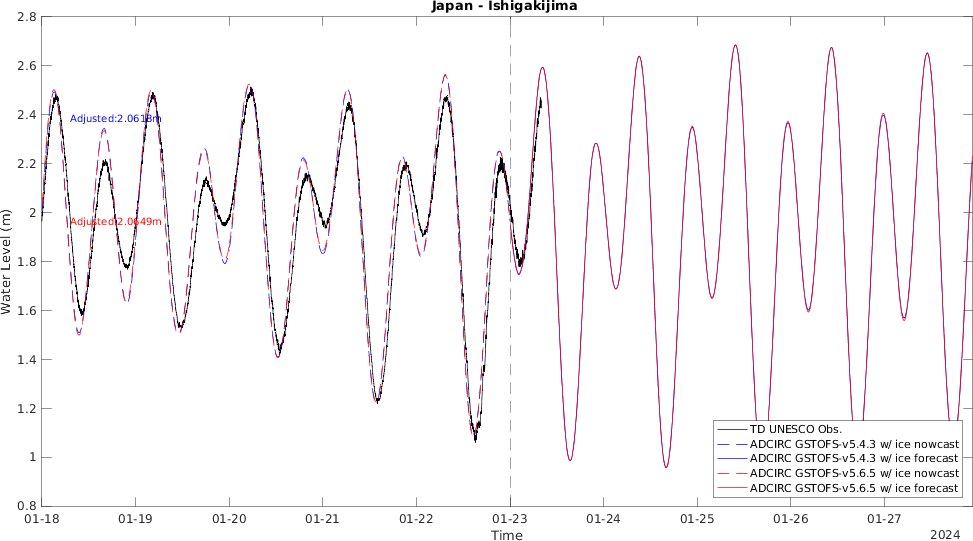 Japan - Ishigakijima
Water Level (m)
2.8
2.6
2.4
2.2
2
1.8
1.6
1.4
1.2
1
0.8
Adjusted:2.0618m
Adjusted:2.0649m
TD UNESCO Obs.
ADCIRC GSTOFS-v5.4.3 w/ ice nowcast
ADCIRC GSTOFS-v5.4.3 w/ ice forecast
ADCIRC GSTOFS-v5.6.5 w/ ice nowcast
ADCIRC GSTOFS-v5.6.5 w/ ice forecast
01-18 01-19 01-20 01-21 01-22 01-23 01-24 01-25 01-26 01-27
Time
2024